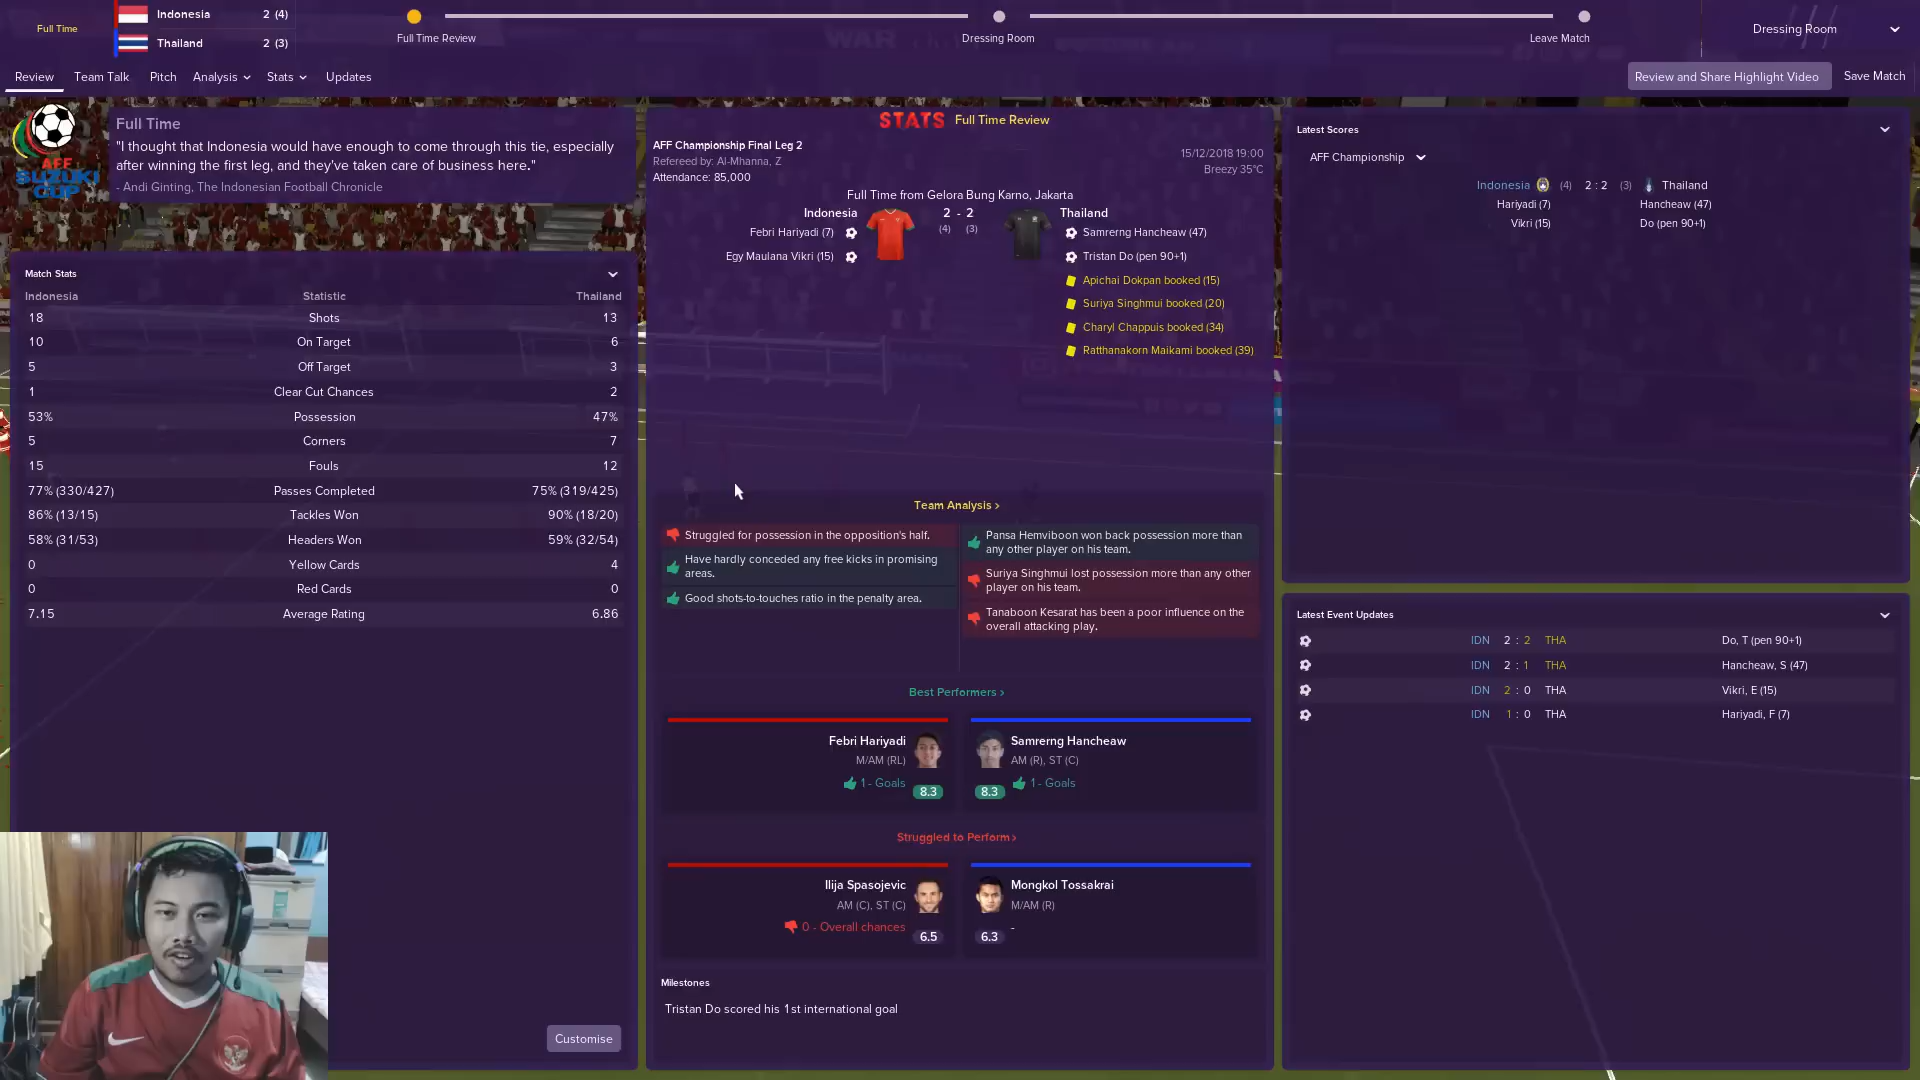 Full Time
Indonesia 2 (4)
Thailand 2 (3)
Full Time Review
Dressing Room
Leave Match
Dressing Room
Review
Team Talk
Pitch
Analysis
Stats
Updates
Review and Share Highlight Video
Save Match
AFF
SUZUKI
CUP
Full Time
"I thought that Indonesia would have enough to come through this tie, especially
after winning the first leg, and they've taken care of business here."
- Andi Ginting, The Indonesian Football Chronicle
Match Stats
Indonesia Statistic Thailand
18 Shots 13
10 On Target 6
5 Off Target 3
1 Clear Cut Chances 2
53% Possession 47%
5 Corners 7
15 Fouls 12
77% (330/427) Passes Completed 75% (319/425)
86% (13/15) Tackles Won 90% (18/20)
58% (31/53) Headers Won 59% (32/54)
0 Yellow Cards 4
0 Red Cards 0
7.15 Average Rating 6.86
Customise
STATS Full Time Review
AFF Championship Final Leg 2
Refereed by: Al-Mhanna, Z
Attendance: 85,000
15/12/2018 19:00
Breezy 35°C
Full Time from Gelora Bung Karno, Jakarta
Indonesia 2 - 2 Thailand
(4) (3)
Febri Hariyadi (7)
Egy Maulana Vikri (15)
Samrerng Hancheaw (47)
Tristan Do (pen 90+1)
Apichai Dokpan booked (15)
Suriya Singhmui booked (20)
Charyl Chappuis booked (34)
Ratthanakorn Maikami booked (39)
Team Analysis >
Struggled for possession in the opposition's half.
Have hardly conceded any free kicks in promising
areas.
Good shots-to-touches ratio in the penalty area.
Pansa Hemviboon won back possession more than
any other player on his team.
Suriya Singhmui lost possession more than any other
player on his team.
Tanaboon Kesarat has been a poor influence on the
overall attacking play.
Best Performers >
Febri Hariyadi
M/AM (RL)
1 - Goals
8.3
Samrerng Hancheaw
AM (R), ST (C)
8.3
1 - Goals
Struggled to Perform >
Ilija Spasojevic
AM (C), ST (C)
0 - Overall chances
6.5
Mongkol Tossakrai
M/AM (R)
6.3
-
Milestones
Tristan Do scored his 1st international goal
Latest Scores
AFF Championship
Indonesia (4) 2 : 2 (3) Thailand
Hariyadi (7) Hancheaw (47)
Vikri (15) Do (pen 90+1)
Latest Event Updates
IDN 2 : 2 THA Do, T (pen 90+1)
IDN 2 : 1 THA Hancheaw, S (47)
IDN 2 : 0 THA Vikri, E (15)
IDN 1 : 0 THA Hariyadi, F (7)